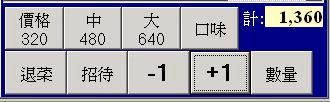 價格 中 大 口味 計: 1,360
320 480 640
退菜 招待 -1 +1 數量